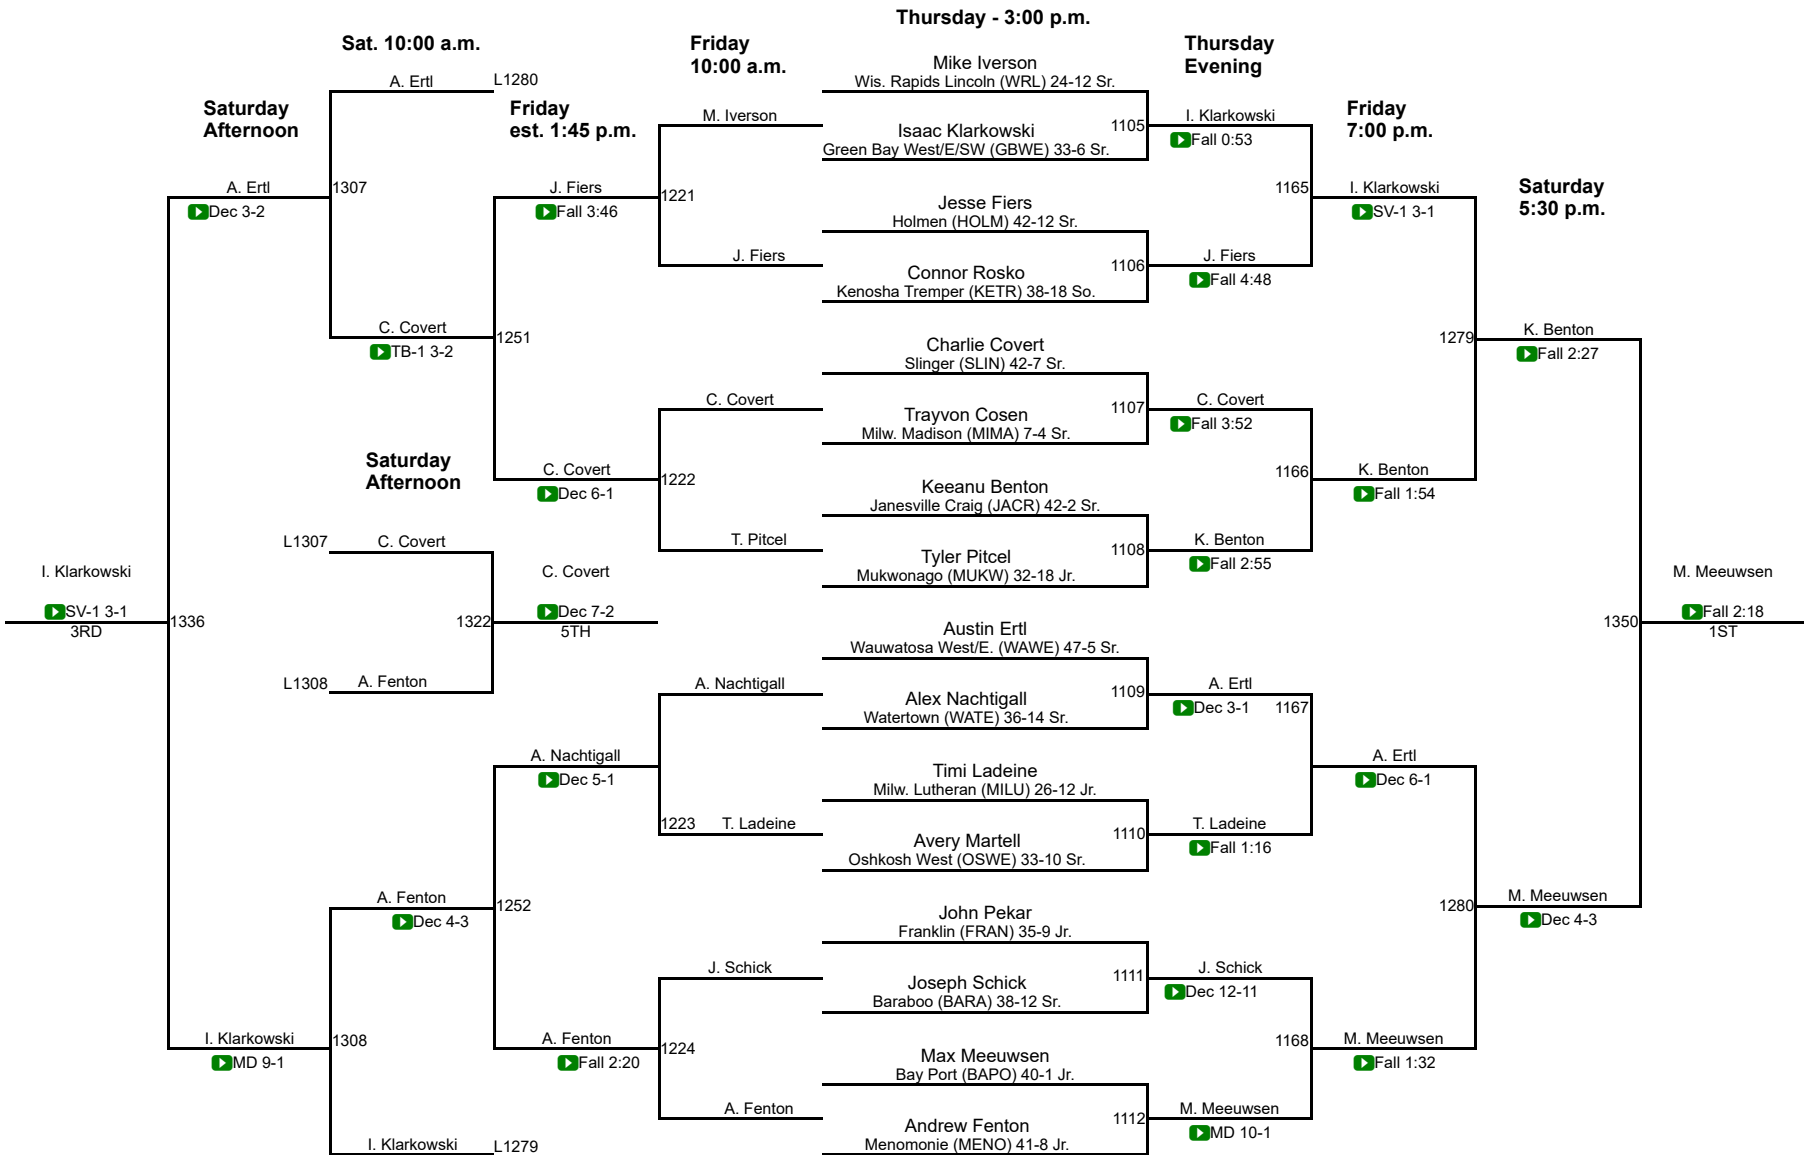 Thursday - 3:00 p.m.
Sat. 10:00 a.m.
Friday
10:00 a.m.
Thursday
Evening
Saturday
Afternoon
Friday
est. 1:45 p.m.
Friday
7:00 p.m.
Saturday
5:30 p.m.
Saturday
Afternoon
Mike Iverson
Wis. Rapids Lincoln (WRL) 24-12 Sr.
1105
Isaac Klarkowski
Green Bay West/E/SW (GBWE) 33-6 Sr.
Jesse Fiers
Holmen (HOLM) 42-12 Sr.
1106
Connor Rosko
Kenosha Tremper (KETR) 38-18 So.
Charlie Covert
Slinger (SLIN) 42-7 Sr.
1107
Trayvon Cosen
Milw. Madison (MIMA) 7-4 Sr.
Keeanu Benton
Janesville Craig (JACR) 42-2 Sr.
1108
Tyler Pitcel
Mukwonago (MUKW) 32-18 Jr.
Austin Ertl
Wauwatosa West/E. (WAWE) 47-5 Sr.
1109
Alex Nachtigall
Watertown (WATE) 36-14 Sr.
Timi Ladeine
Milw. Lutheran (MILU) 26-12 Jr.
1110
Avery Martell
Oshkosh West (OSWE) 33-10 Sr.
John Pekar
Franklin (FRAN) 35-9 Jr.
1111
Joseph Schick
Baraboo (BARA) 38-12 Sr.
Max Meeuwsen
Bay Port (BAPO) 40-1 Jr.
1112
Andrew Fenton
Menomonie (MENO) 41-8 Jr.
I. Klarkowski
Fall 0:53
1165
J. Fiers
Fall 4:48
C. Covert
Fall 3:52
1166
K. Benton
Fall 2:55
A. Ertl
Dec 3-1
1167
T. Ladeine
Fall 1:16
J. Schick
Dec 12-11
1168
M. Meeuwsen
MD 10-1
I. Klarkowski
SV-1 3-1
1279
K. Benton
Fall 1:54
A. Ertl
Dec 6-1
1280
M. Meeuwsen
Fall 1:32
K. Benton
Fall 2:27
1350
M. Meeuwsen
Dec 4-3
M. Meeuwsen
Fall 2:18
1ST
M. Iverson
1221
J. Fiers
C. Covert
1222
T. Pitcel
A. Nachtigall
1223
T. Ladeine
J. Schick
1224
A. Fenton
J. Fiers
Fall 3:46
1251
C. Covert
Dec 6-1
A. Nachtigall
Dec 5-1
1252
A. Fenton
Fall 2:20
A. Ertl
L1280
1307
C. Covert
TB-1 3-2
A. Fenton
Dec 4-3
1308
I. Klarkowski
L1279
A. Ertl
Dec 3-2
1336
I. Klarkowski
MD 9-1
I. Klarkowski
SV-1 3-1
3RD
L1307
C. Covert
1322
L1308
A. Fenton
C. Covert
Dec 7-2
5TH